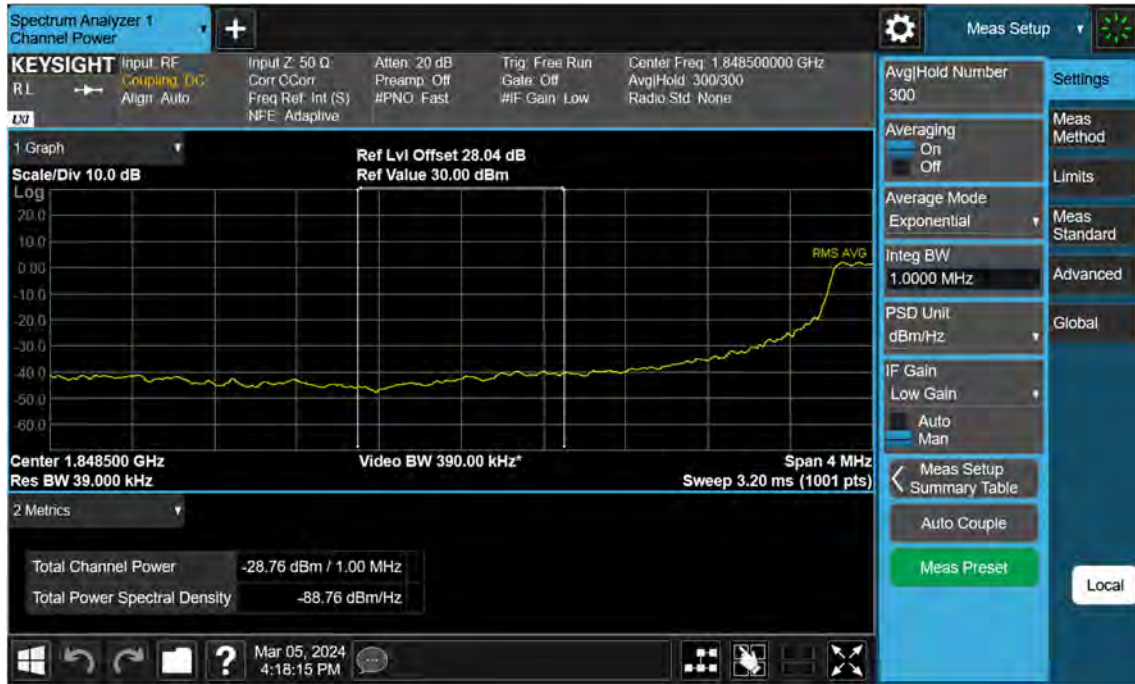 Spectrum Analyzer 1
Channel Power
Meas Setup
KEYSIGHT
RL
LXI
Input: RF
Coupling: DC
Align: Auto
Input Z: 50 Ω
Corr CCorr
Freq Ref: Int (S)
NFE: Adaptive
Atten: 20 dB
Preamp: Off
#PNO: Fast
Trig: Free Run
Gate: Off
#IF Gain: Low
Center Freq: 1.848500000 GHz
Avg|Hold: 300/300
Radio Std: None
1 Graph
Scale/Div 10.0 dB
Ref Lvl Offset 28.04 dB
Ref Value 30.00 dBm
Log
20.0
10.0
0.00
-10.0
-20.0
-30.0
-40.0
-50.0
-60.0
RMS AVG
Center 1.848500 GHz
Res BW 39.000 kHz
Video BW 390.00 kHz*
Span 4 MHz
Sweep 3.20 ms (1001 pts)
2 Metrics
Total Channel Power -28.76 dBm / 1.00 MHz
Total Power Spectral Density -88.76 dBm/Hz
?
Mar 05, 2024
4:18:15 PM
Avg|Hold Number
300
Averaging
On
Off
Average Mode
Exponential
Integ BW
1.0000 MHz
PSD Unit
dBm/Hz
IF Gain
Low Gain
Auto
Man
Meas Setup
Summary Table
Auto Couple
Meas Preset
Settings
Meas
Method
Limits
Meas
Standard
Advanced
Global
Local